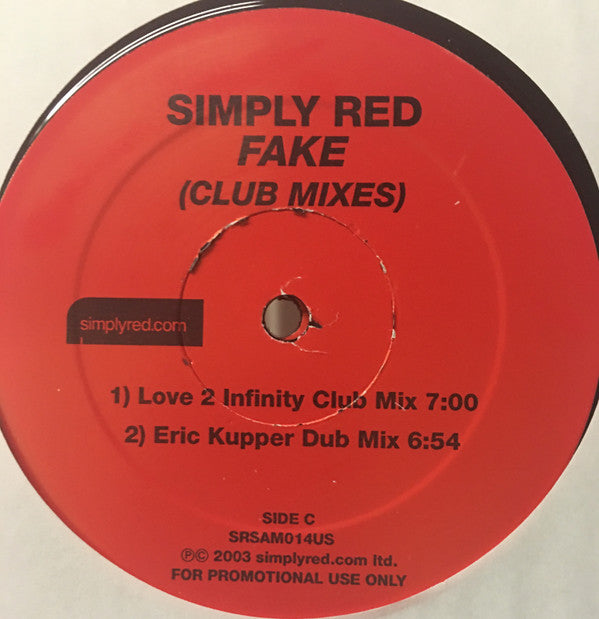 SIMPLY RED
FAKE
(CLUB MIXES)
simplyred.com
1) Love 2 Infinity Club Mix 7:00
2) Eric Kupper Dub Mix 6:54
SIDE C
SRSAM014US
℗© 2003 simplyred.com ltd.
FOR PROMOTIONAL USE ONLY